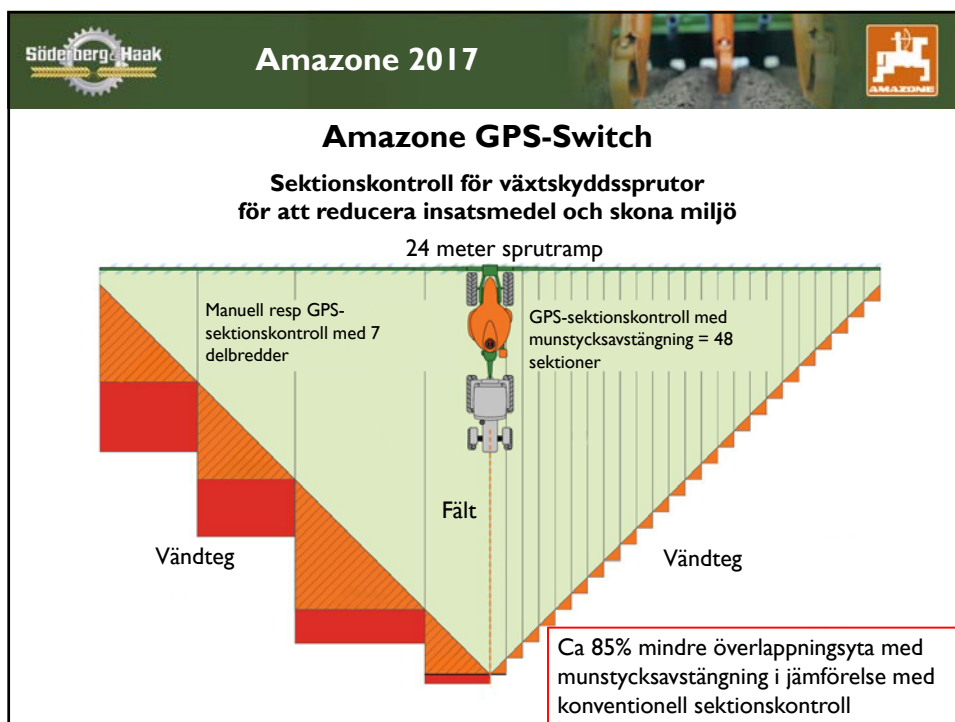 Söderberg & Haak
Amazone 2017
AMAZONE
Amazone GPS-Switch
Sektionskontroll för växtskyddssprutor
för att reducera insatsmedel och skona miljö
24 meter sprutramp
Manuell resp GPS-
sektionskontroll med 7
delbredder
GPS-sektionskontroll med
munstycksavstängning = 48
sektioner
Fält
Vändteg
Vändteg
Ca 85% mindre överlappningsyta med
munstycksavstängning i jämförelse med
konventionell sektionskontroll